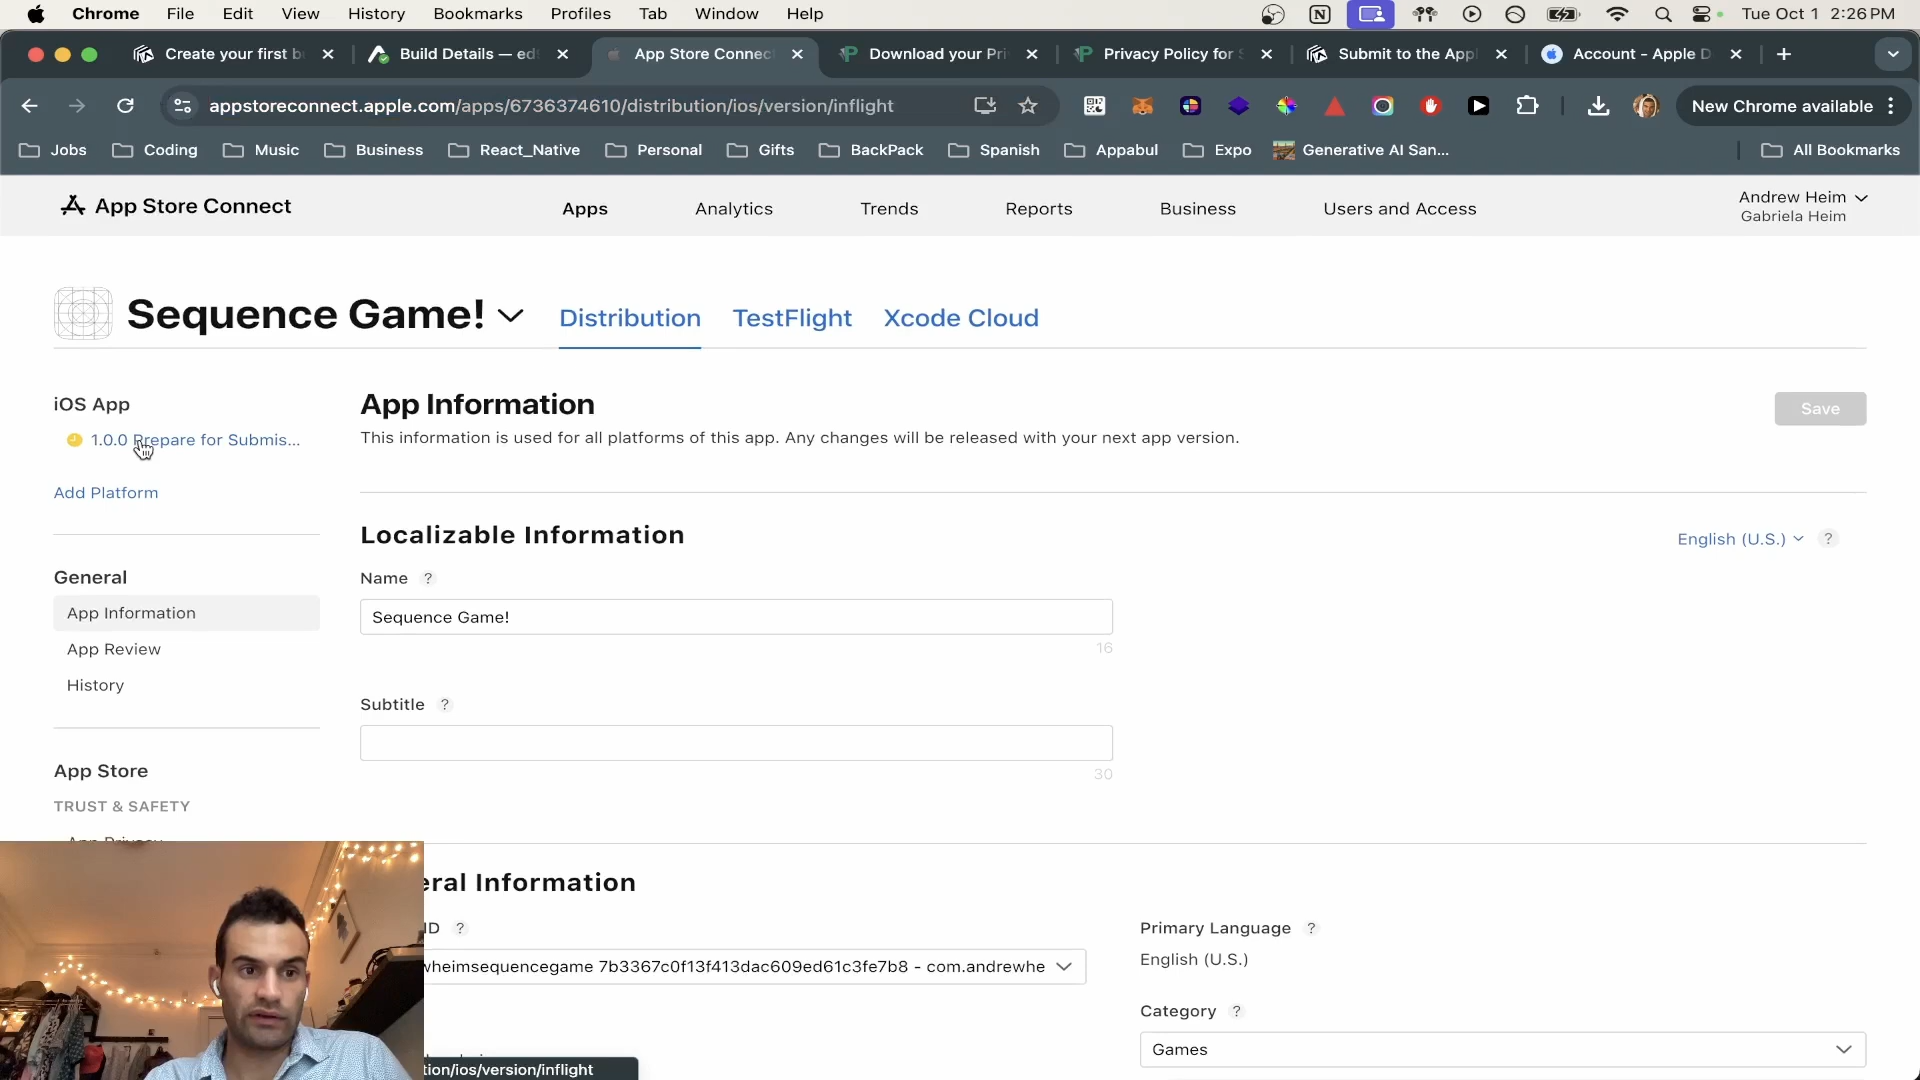 Chrome File Edit View History Bookmarks Profiles Tab Window Help Tue Oct 1 2:26 PM
Create your first b Build Details — ed App Store Connec Download your Pri Privacy Policy for S Submit to the App Account - Apple D
appstoreconnect.apple.com/apps/6736374610/distribution/ios/version/inflight New Chrome available
Jobs Coding Music Business React_Native Personal Gifts BackPack Spanish Appabul Expo Generative AI San... All Bookmarks
App Store Connect Apps Analytics Trends Reports Business Users and Access Andrew Heim
Gabriela Heim
Sequence Game! Distribution TestFlight Xcode Cloud
iOS App
1.0.0 Prepare for Submis...
Add Platform
General
App Information
App Review
History
App Store
TRUST & SAFETY
App Privacy
App Information
Save
This information is used for all platforms of this app. Any changes will be released with your next app version.
Localizable Information
English (U.S.) ?
Name ?
Sequence Game!
16
Subtitle ?
30
eral Information
ID ?
wheimsequencegame 7b3367c0f13f413dac609ed61c3fe7b8 - com.andrewhe
Primary Language ?
English (U.S.)
Category ?
Games
tion/ios/version/inflight